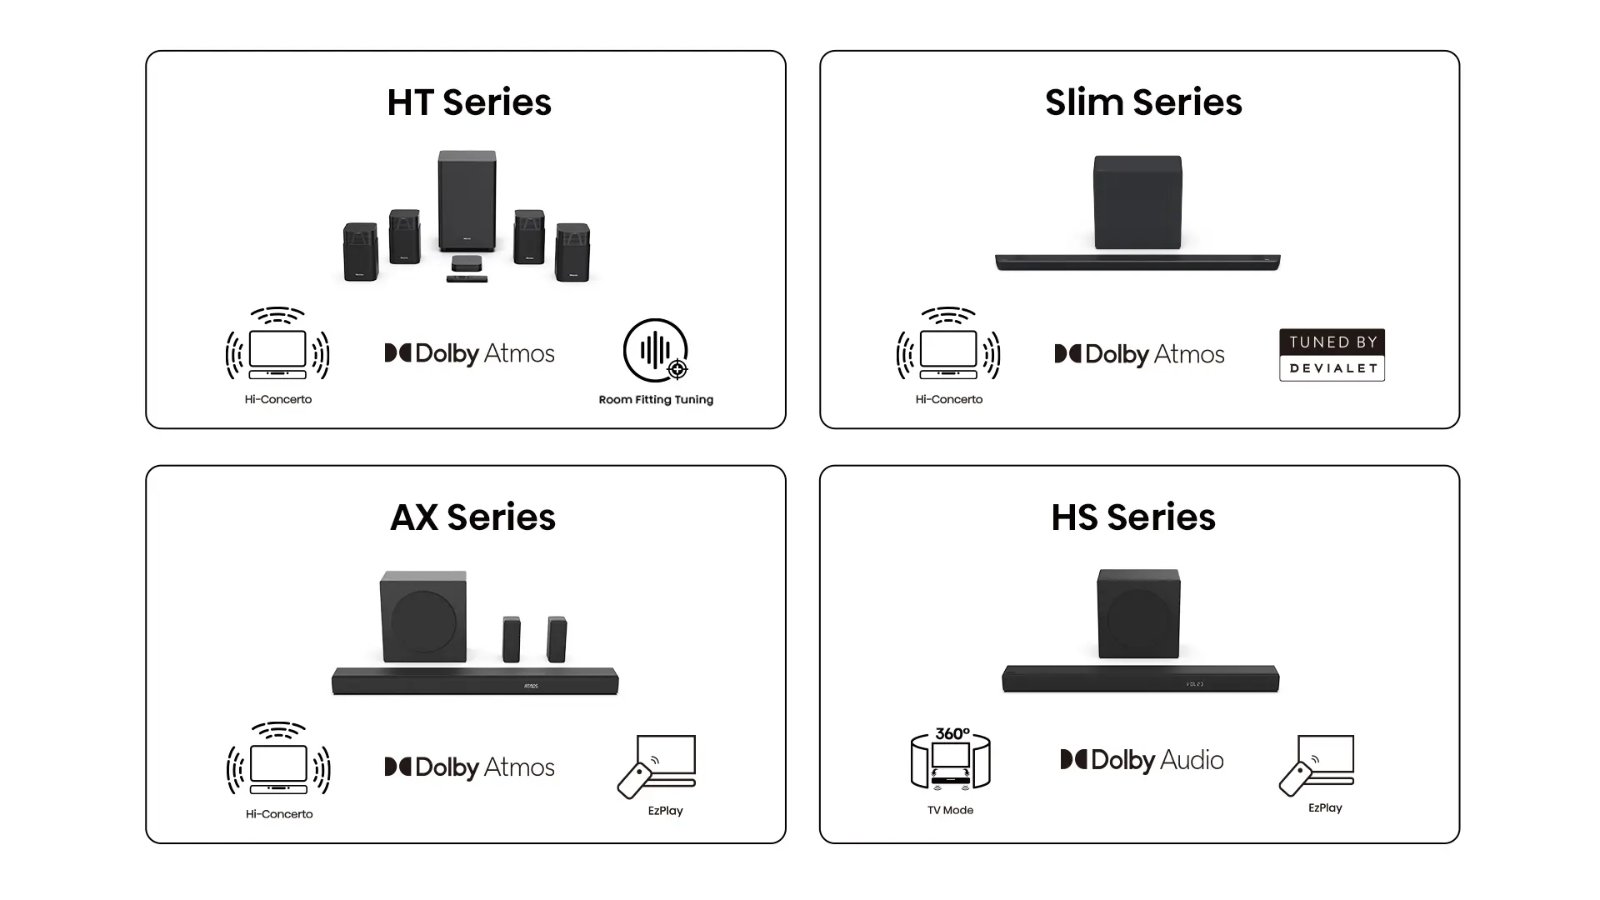 HT Series
Hi-Concerto
Dolby Atmos
Room Fitting Tuning
Slim Series
Hi-Concerto
Dolby Atmos
TUNED BY
DEVIALET
AX Series
ATMOS
Hi-Concerto
Dolby Atmos
EzPlay
HS Series
360°
TV Mode
Dolby Audio
EzPlay